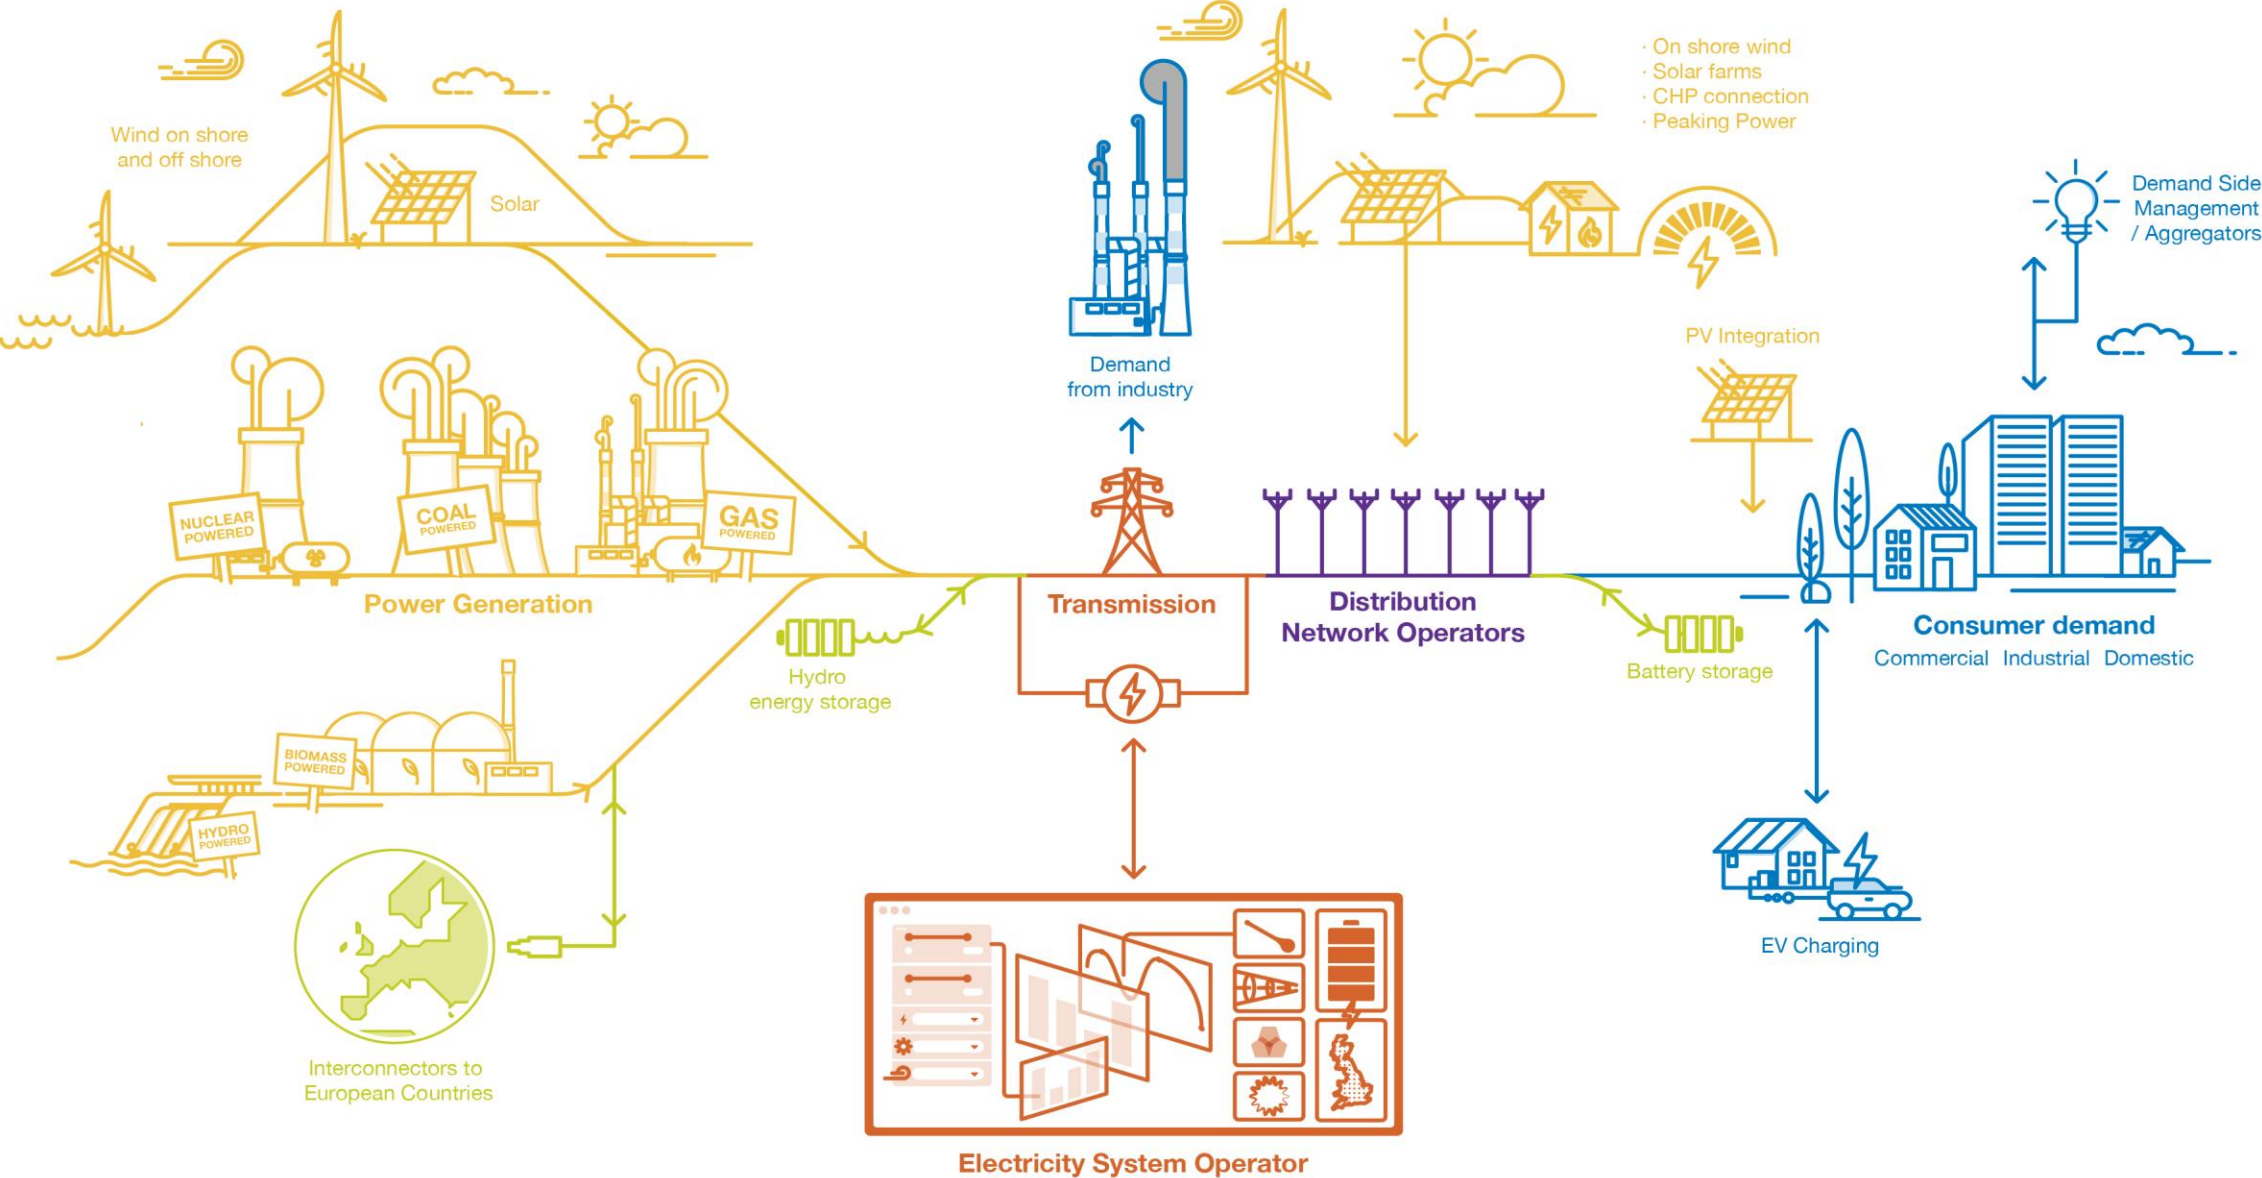 Wind on shore
and off shore
Solar
NUCLEAR
POWERED
COAL
POWERED
GAS
POWERED
Power Generation
BIOMASS
POWERED
HYDRO
POWERED
Interconnectors to
European Countries
Hydro
energy storage
Demand
from industry
Transmission
Electricity System Operator
· On shore wind
· Solar farms
· CHP connection
· Peaking Power
Distribution
Network Operators
PV Integration
Battery storage
Demand Side
Management
/ Aggregators
Consumer demand
Commercial Industrial Domestic
EV Charging